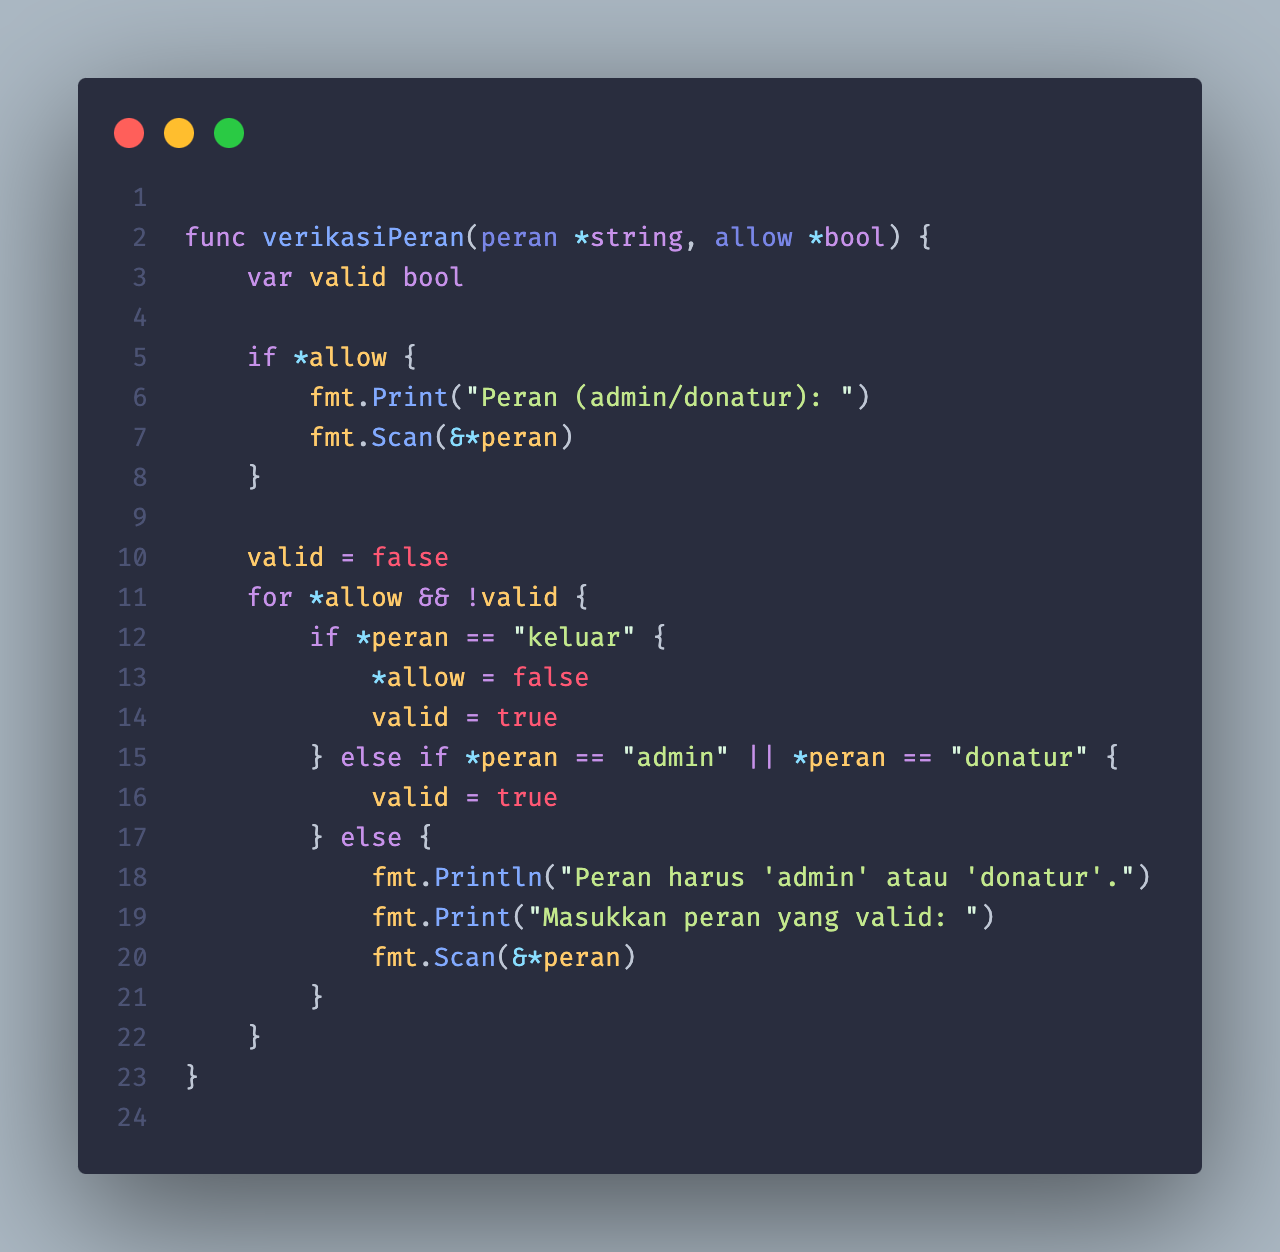 1
2 func verikasiPeran(peran *string, allow *bool) {
3     var valid bool
4
5     if *allow {
6         fmt.Print("Peran (admin/donatur): ")
7         fmt.Scan(&*peran)
8     }
9
10     valid = false
11     for *allow && !valid {
12         if *peran == "keluar" {
13             *allow = false
14             valid = true
15         } else if *peran == "admin" || *peran == "donatur" {
16             valid = true
17         } else {
18             fmt.Println("Peran harus 'admin' atau 'donatur'.")
19             fmt.Print("Masukkan peran yang valid: ")
20             fmt.Scan(&*peran)
21         }
22     }
23 }
24